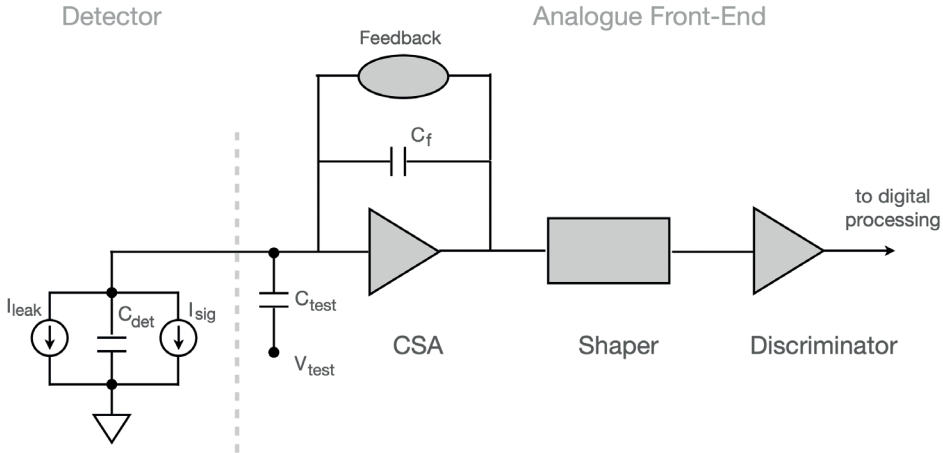 Detector
Analogue Front-End
Feedback
Cf
to digital
processing
Ileak
Cdet
Isig
Ctest
Vtest
CSA
Shaper
Discriminator